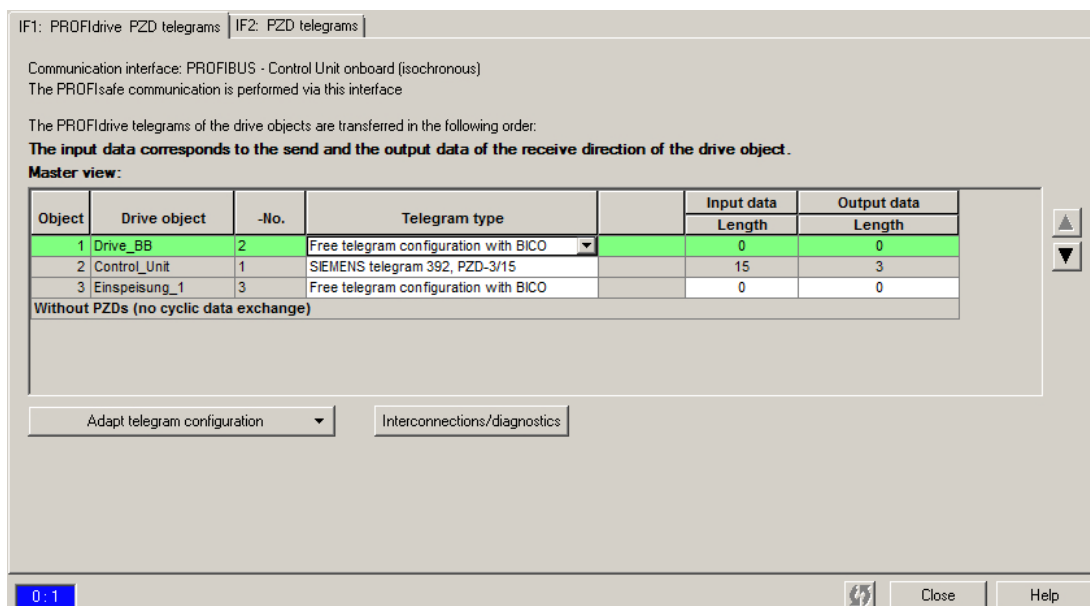 IF1: PROFIdrive PZD telegrams IF2: PZD telegrams
Communication interface: PROFIBUS - Control Unit onboard (isochronous)
The PROFIsafe communication is performed via this interface
The PROFIdrive telegrams of the drive objects are transferred in the following order:
The input data corresponds to the send and the output data of the receive direction of the drive object.
Master view:
Object Drive object -No. Telegram type Input data Output data
Length Length
1 Drive_BB 2 Free telegram configuration with BICO 0 0
2 Control_Unit 1 SIEMENS telegram 392, PZD-3/15 15 3
3 Einspeisung_1 3 Free telegram configuration with BICO 0 0
Without PZDs (no cyclic data exchange)
Adapt telegram configuration Interconnections/diagnostics
0 : 1 Close Help